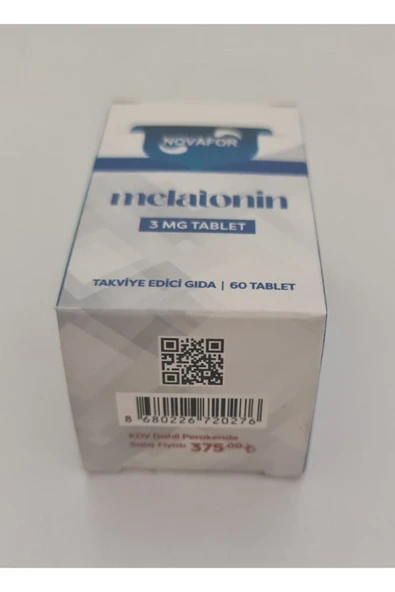 NOVAFOR
melatonin
3 MG TABLET
TAKVİYE EDİCİ GIDA | 60 TABLET
8 680226 720276
KDV Dahil Perakende
Satış Fiyatı 375.00 ₺